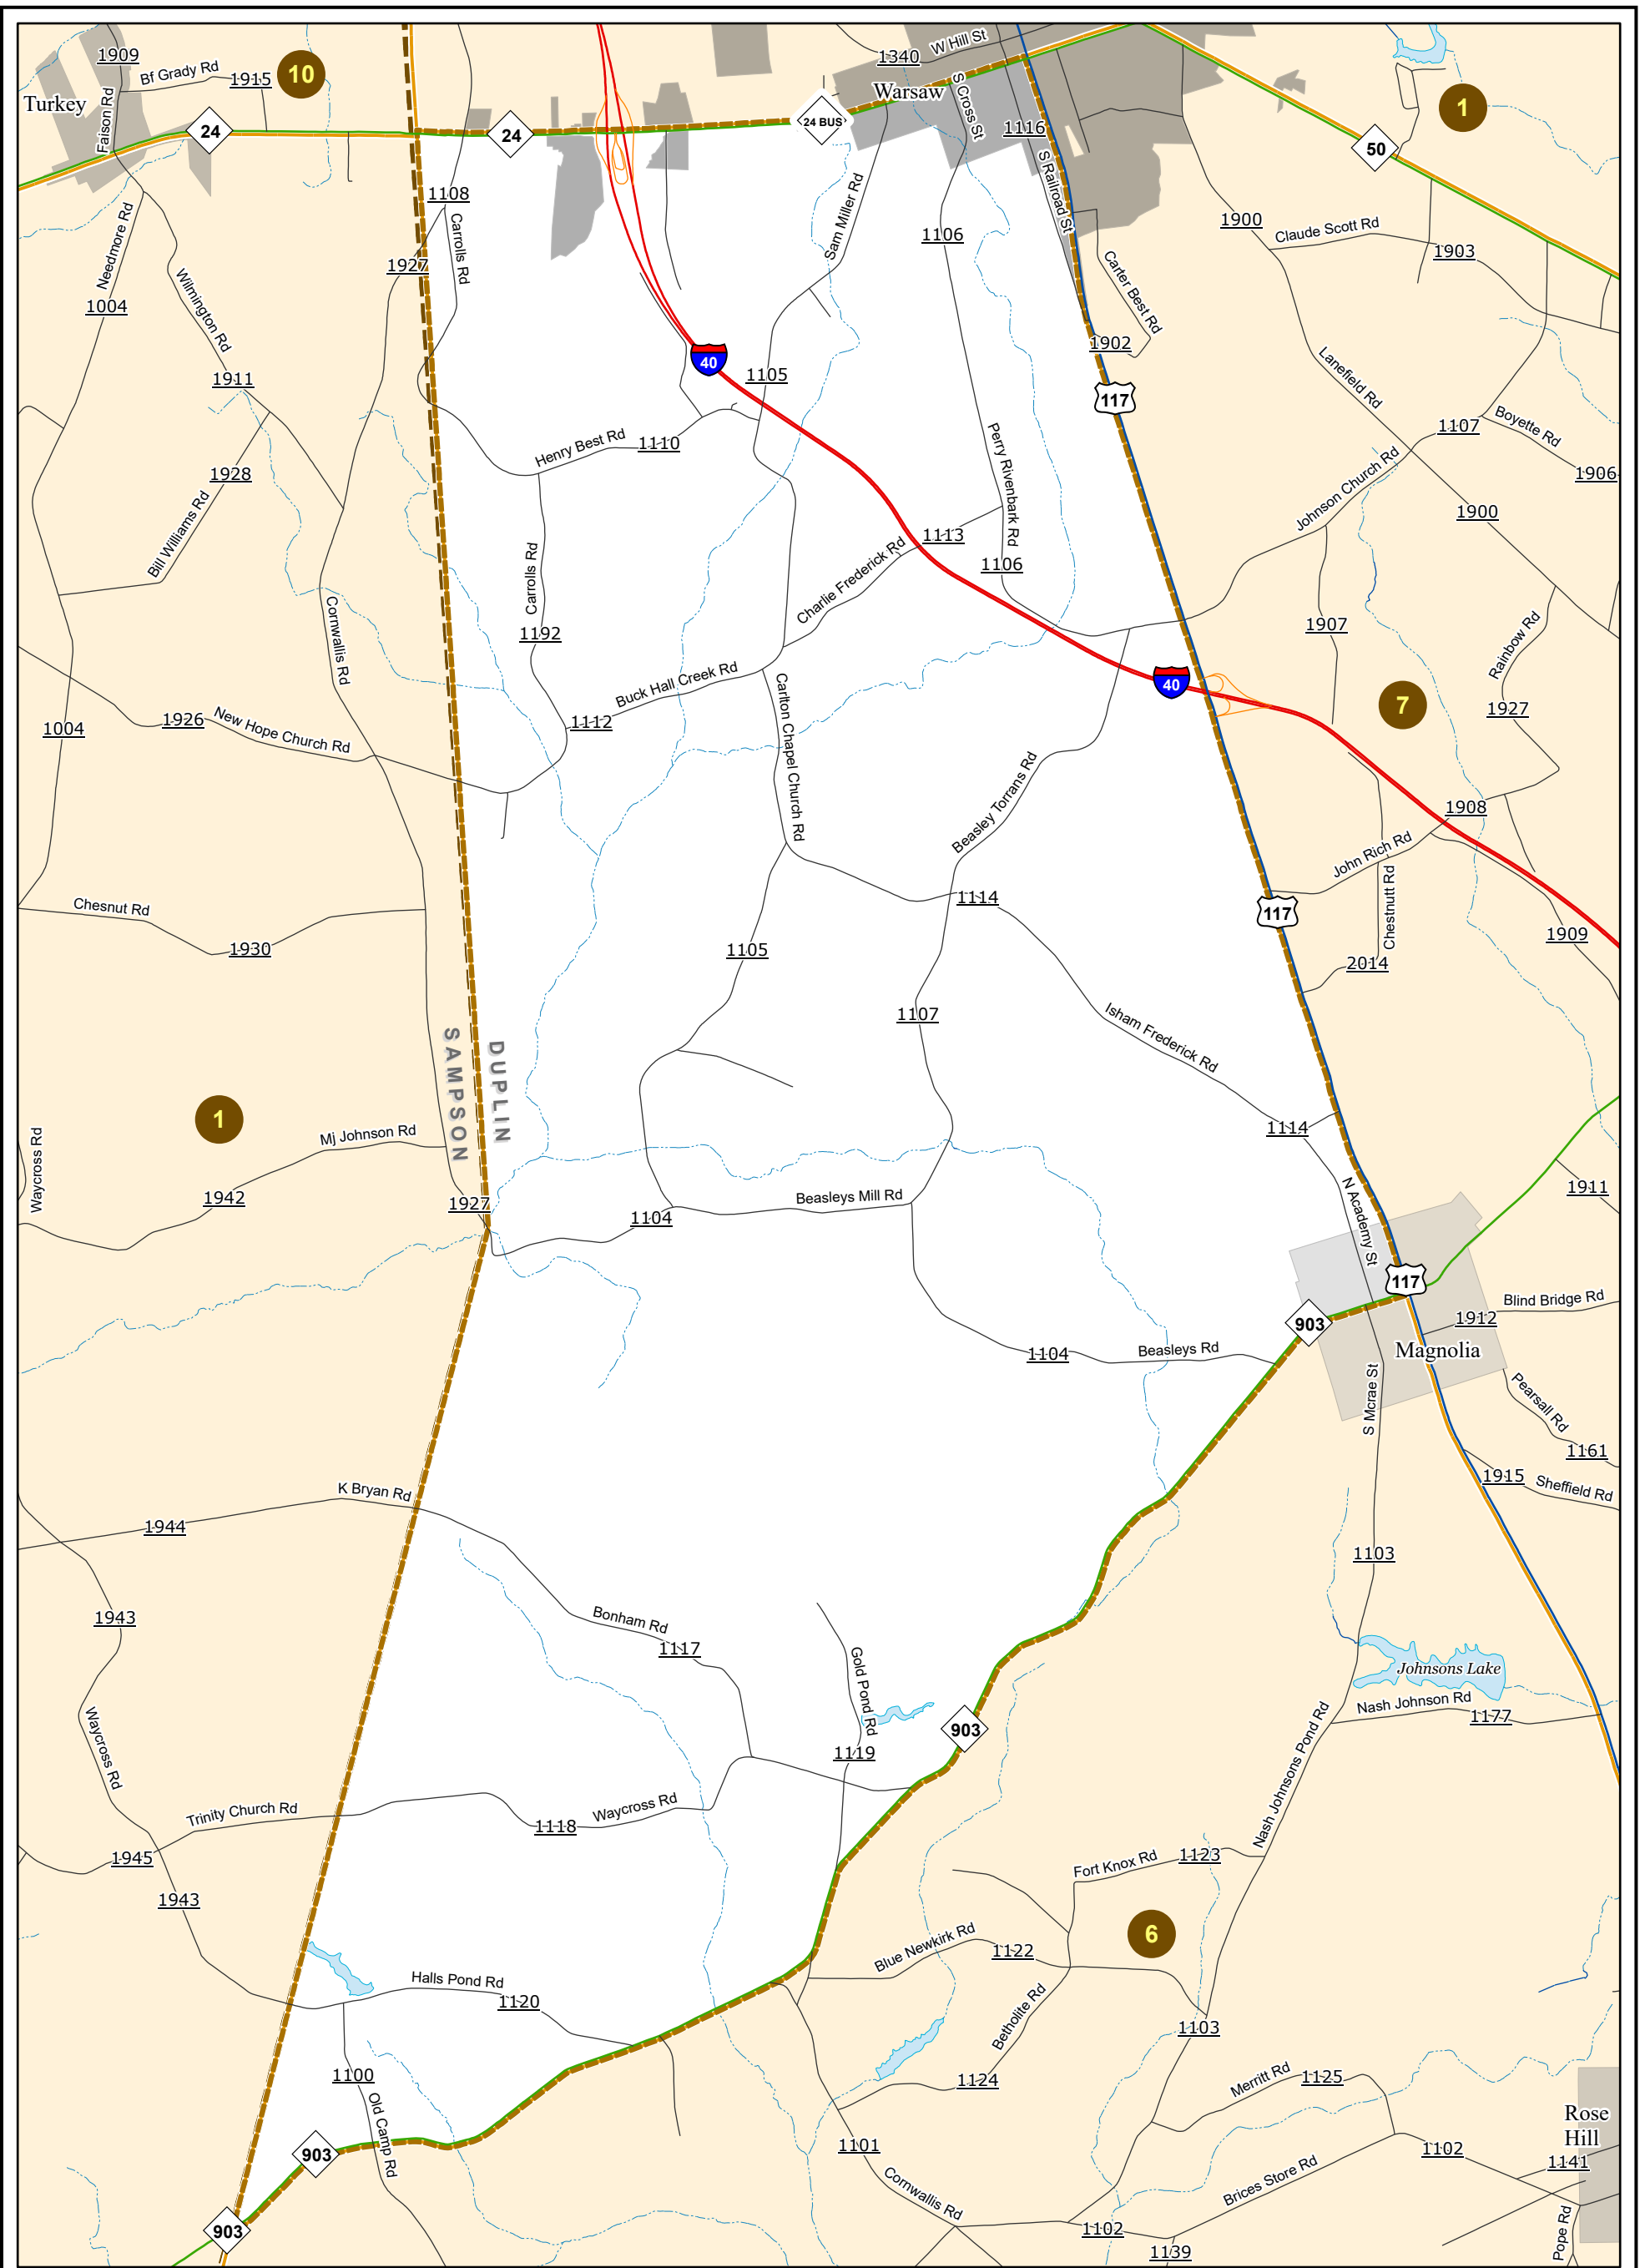 1909
Bf Grady Rd
1915
10
Turkey
Faison Rd
24
24
24 BUS
1340
W Hill St
Warsaw
S Cross St
1116
S Railroad St
1
50
1108
Carrolls Rd
1927
Needmore Rd
1004
Wilmington Rd
1911
Sam Miller Rd
1106
1900
Claude Scott Rd
1903
Carter Best Rd
1902
117
40
1105
Lanefield Rd
1107
Boyette Rd
1906
Henry Best Rd
1110
1928
Bill Williams Rd
Perry Rivenbark Rd
Johnson Church Rd
1900
1113
Charlie Frederick Rd
1106
Carrolls Rd
1192
Cornwallis Rd
1907
Rainbow Rd
1927
Buck Hall Creek Rd
1112
40
7
1004
1926
New Hope Church Rd
Carlton Chapel Church Rd
Beasley Torrans Rd
1908
John Rich Rd
Chestnutt Rd
Chesnut Rd
1930
1114
117
1909
2014
1105
1107
Isham Frederick Rd
SAMPSON
DUPLIN
1
Mj Johnson Rd
1942
Waycross Rd
1927
1114
1911
1104
Beasleys Mill Rd
N Academy St
117
903
Blind Bridge Rd
1912
Magnolia
1104
Beasleys Rd
S Mcrae St
Pearsall Rd
1161
1915
Sheffield Rd
K Bryan Rd
1944
1103
1943
Bonham Rd
1117
Gold Pond Rd
Johnsons Lake
Nash Johnson Rd
1177
903
1119
Waycross Rd
Nash Johnsons Pond Rd
Trinity Church Rd
1118
Waycross Rd
1945
1943
Fort Knox Rd
1123
6
Blue Newkirk Rd
1122
Halls Pond Rd
1120
Betholite Rd
1103
1100
Old Camp Rd
1124
Merritt Rd
1125
Rose
Hill
903
1101
1102
1141
Cornwallis Rd
Brices Store Rd
903
1102
1139
Pope Rd